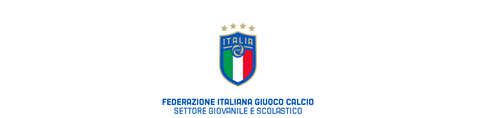 ITALIA
FEDERAZIONE ITALIANA GIUOCO CALCIO
SETTORE GIOVANILE E SCOLASTICO